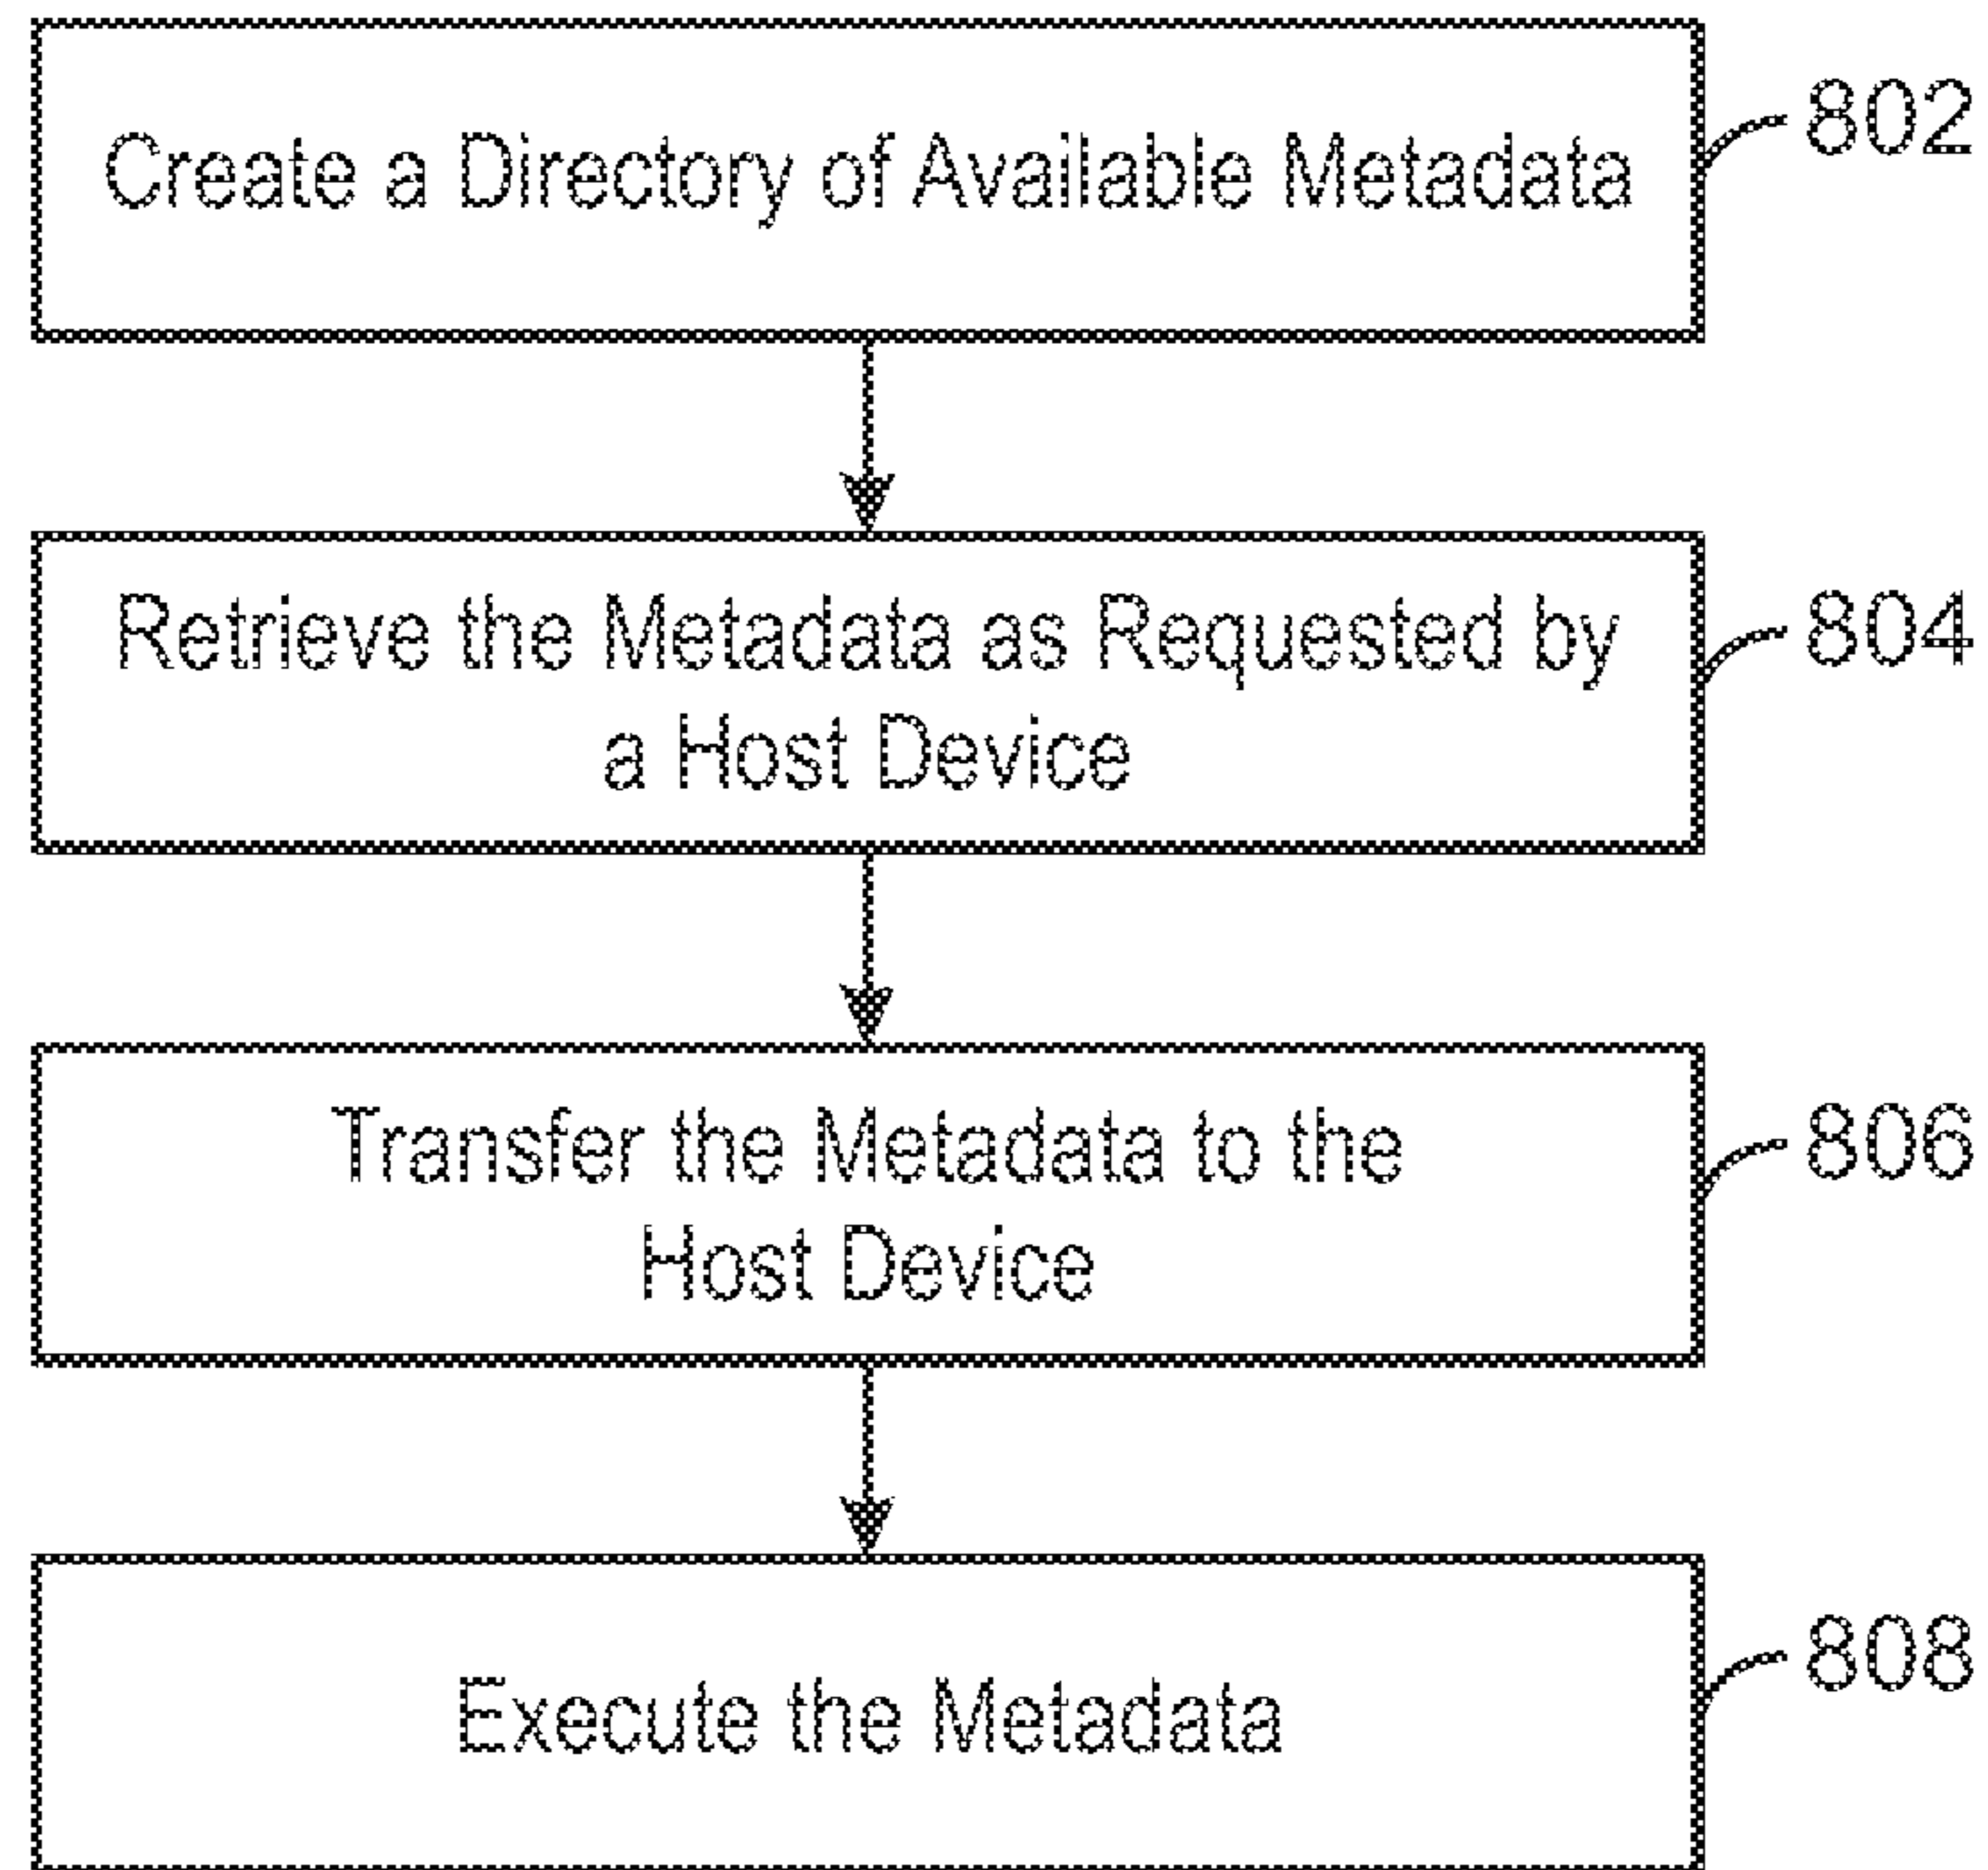 Create a Directory of Available Metadata
802
Retrieve the Metadata as Requested by
a Host Device
804
Transfer the Metadata to the
Host Device
806
Execute the Metadata
808